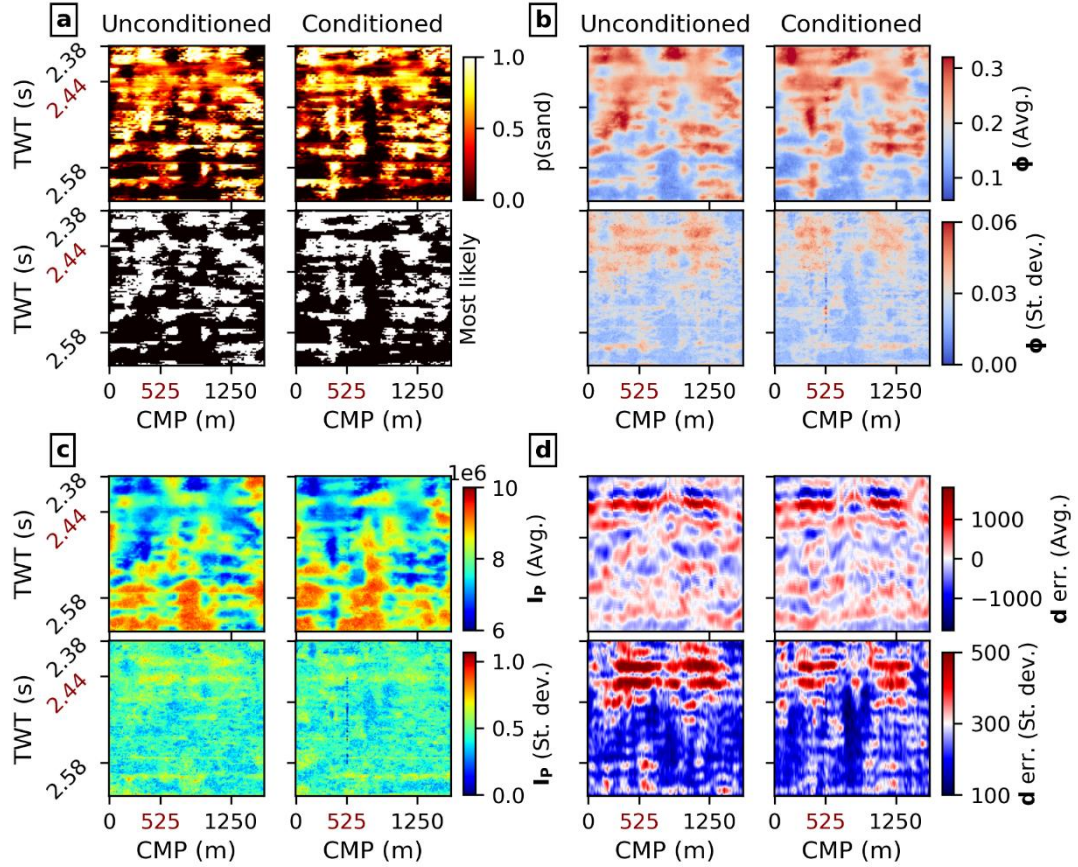 a
Unconditioned Conditioned
2.38
2.44
2.58
TWT (s)
1.0
0.5
0.0
p(sand)
2.38
2.44
2.58
TWT (s)
Most likely
0 525 1250 0 525 1250
CMP (m) CMP (m)
b
Unconditioned Conditioned
0.3
0.2
0.1
ϕ (Avg.)
0.06
0.03
0.00
ϕ (St. dev.)
0 525 1250 0 525 1250
CMP (m) CMP (m)
c
2.38
2.44
2.58
TWT (s)
1e6
10
8
6
IP (Avg.)
2.38
2.44
2.58
TWT (s)
1.0
0.5
0.0
IP (St. dev.)
0 525 1250 0 525 1250
CMP (m) CMP (m)
d
1000
0
−1000
d err. (Avg.)
500
300
100
d err. (St. dev.)
0 525 1250 0 525 1250
CMP (m) CMP (m)